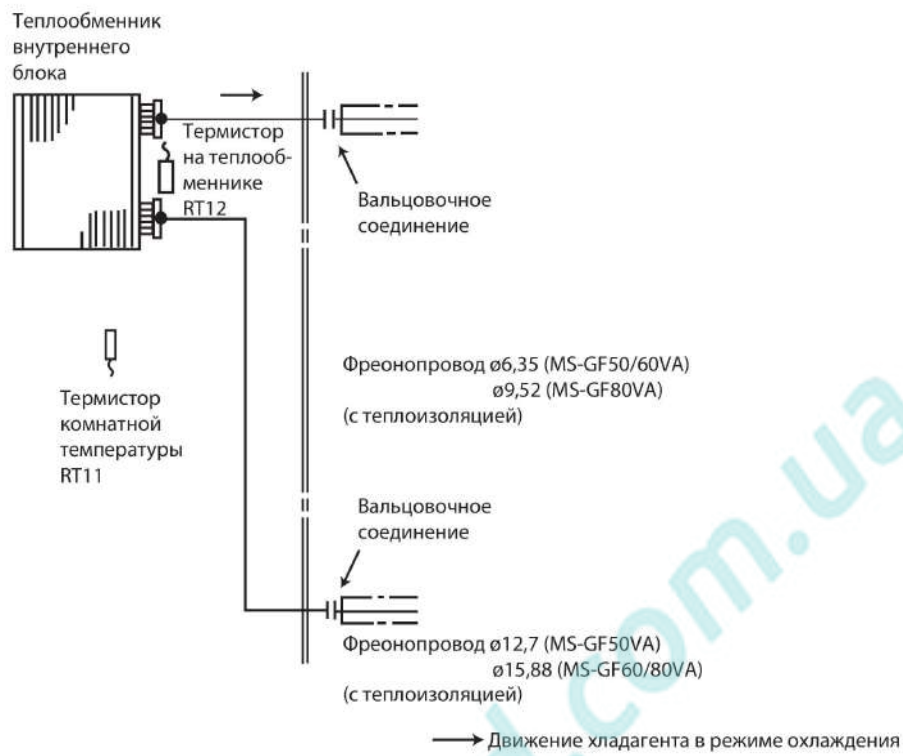 Теплообменник
внутреннего
блока
Термистор
на теплооб-
меннике
RT12
Вальцовочное
соединение
Термистор
комнатной
температуры
RT11
Фреонопровод ø6,35 (MS-GF50/60VA)
ø9,52 (MS-GF80VA)
(с теплоизоляцией)
Вальцовочное
соединение
Фреонопровод ø12,7 (MS-GF50VA)
ø15,88 (MS-GF60/80VA)
(с теплоизоляцией)
Движение хладагента в режиме охлаждения
.com.ua